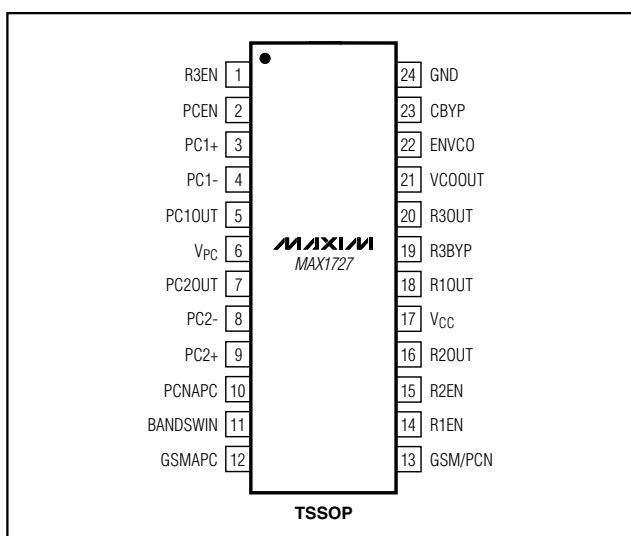 R3EN 1 24 GND
PCEN 2 23 CBYP
PC1+ 3 22 ENVCO
PC1- 4 21 VCOOUT
PC1OUT 5 20 R3OUT
VPC 6 MAXIM 19 R3BYP
MAX1727
PC2OUT 7 18 R1OUT
PC2- 8 17 VCC
PC2+ 9 16 R2OUT
PCNAPC 10 15 R2EN
BANDSWIN 11 14 R1EN
GSMAPC 12 13 GSM/PCN
TSSOP